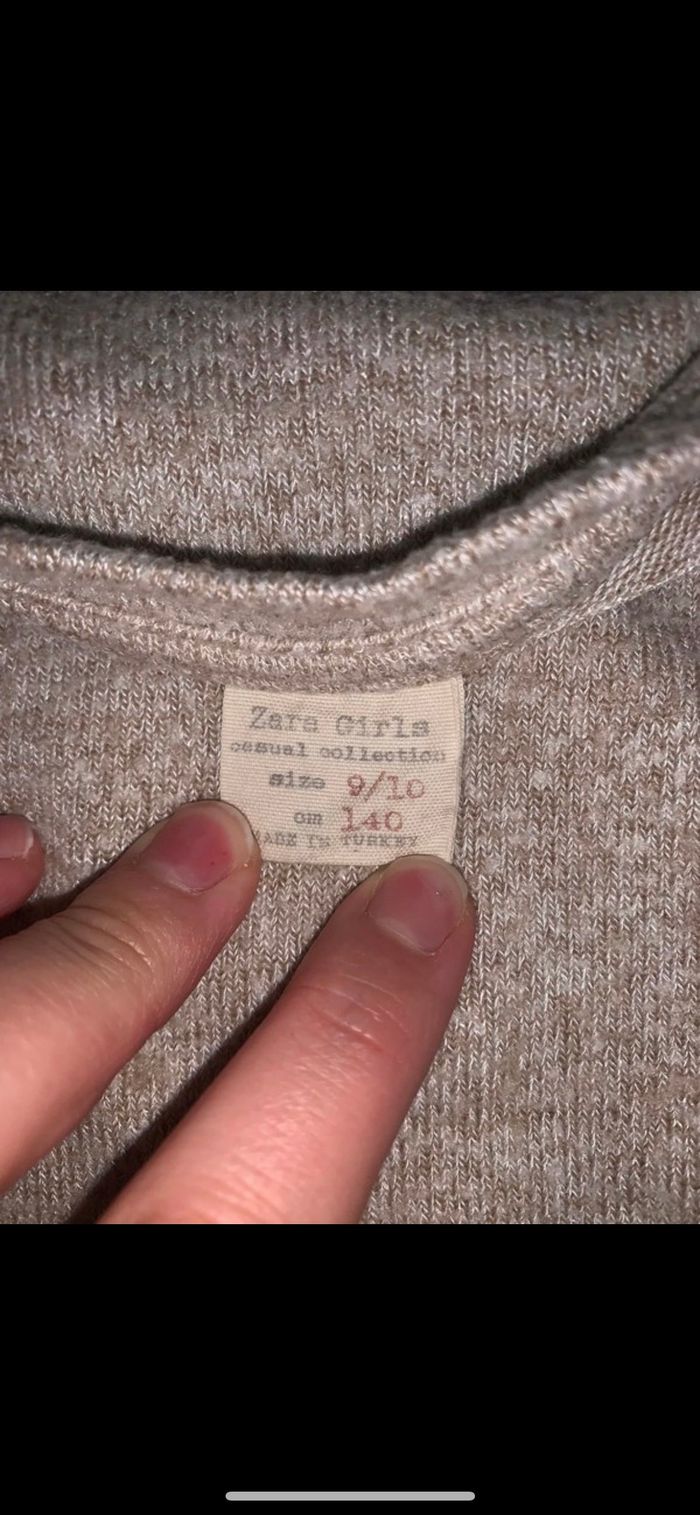 Zara Girls
casual collection
size 9/10
cm 140
MADE IN TURKEY